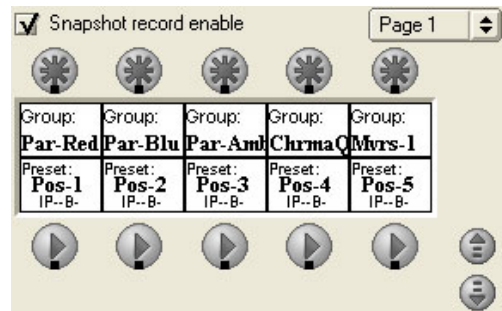 Snapshot record enable Page 1
Group: Group: Group: Group: Group:
Par-Red Par-Blu Par-Aml ChrmaQ Mvrs-1
Preset: Preset: Preset: Preset: Preset:
Pos-1 Pos-2 Pos-3 Pos-4 Pos-5
IP--B- IP--B- IP--B- IP--B- IP--B-